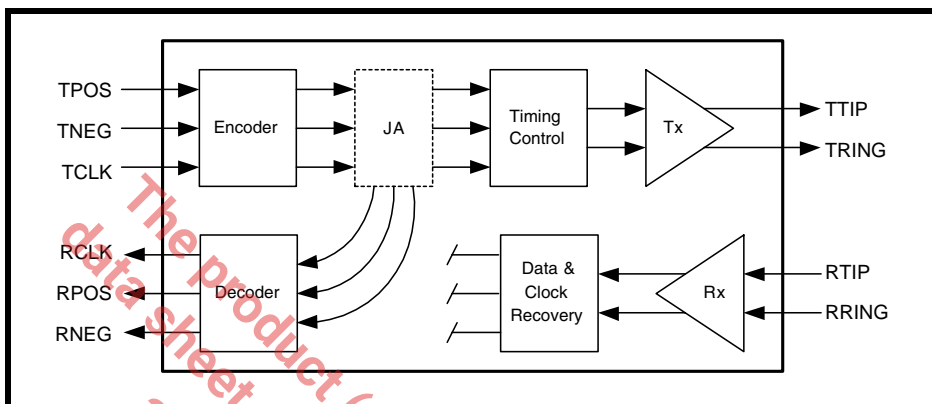 TPOS
TNEG
TCLK
Encoder
JA
Timing
Control
Tx
TTIP
TRING
RCLK
RPOS
RNEG
Decoder
Data &
Clock
Recovery
Rx
RTIP
RRING
The product (
data sheet